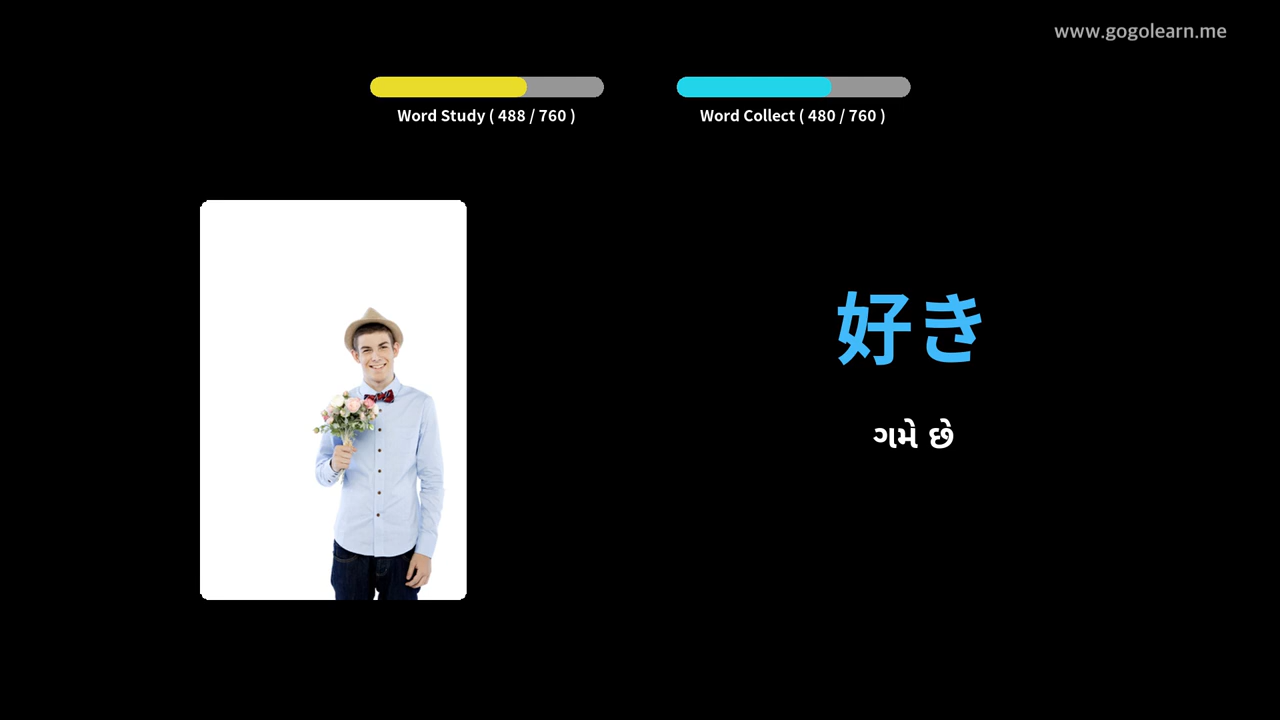 www.gogolearn.me
Word Study ( 488 / 760 )
Word Collect ( 480 / 760 )
好き
ગમે છે